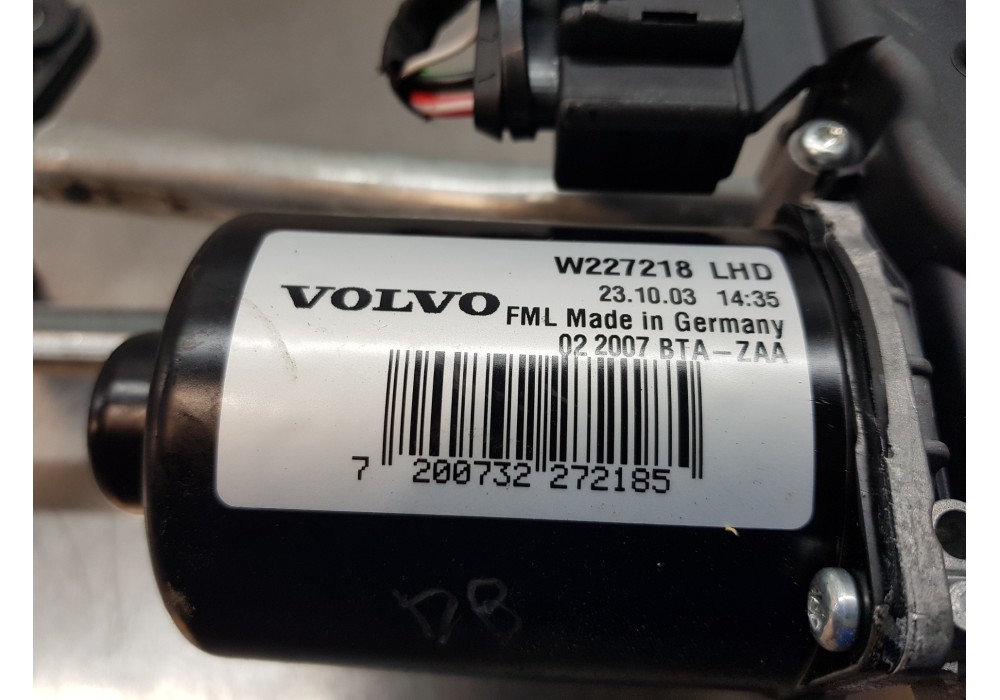 W227218 LHD
23.10.03 14:35
VOLVO FML Made in Germany
02 2007 BTA-ZAA
7 200732 272185
DB